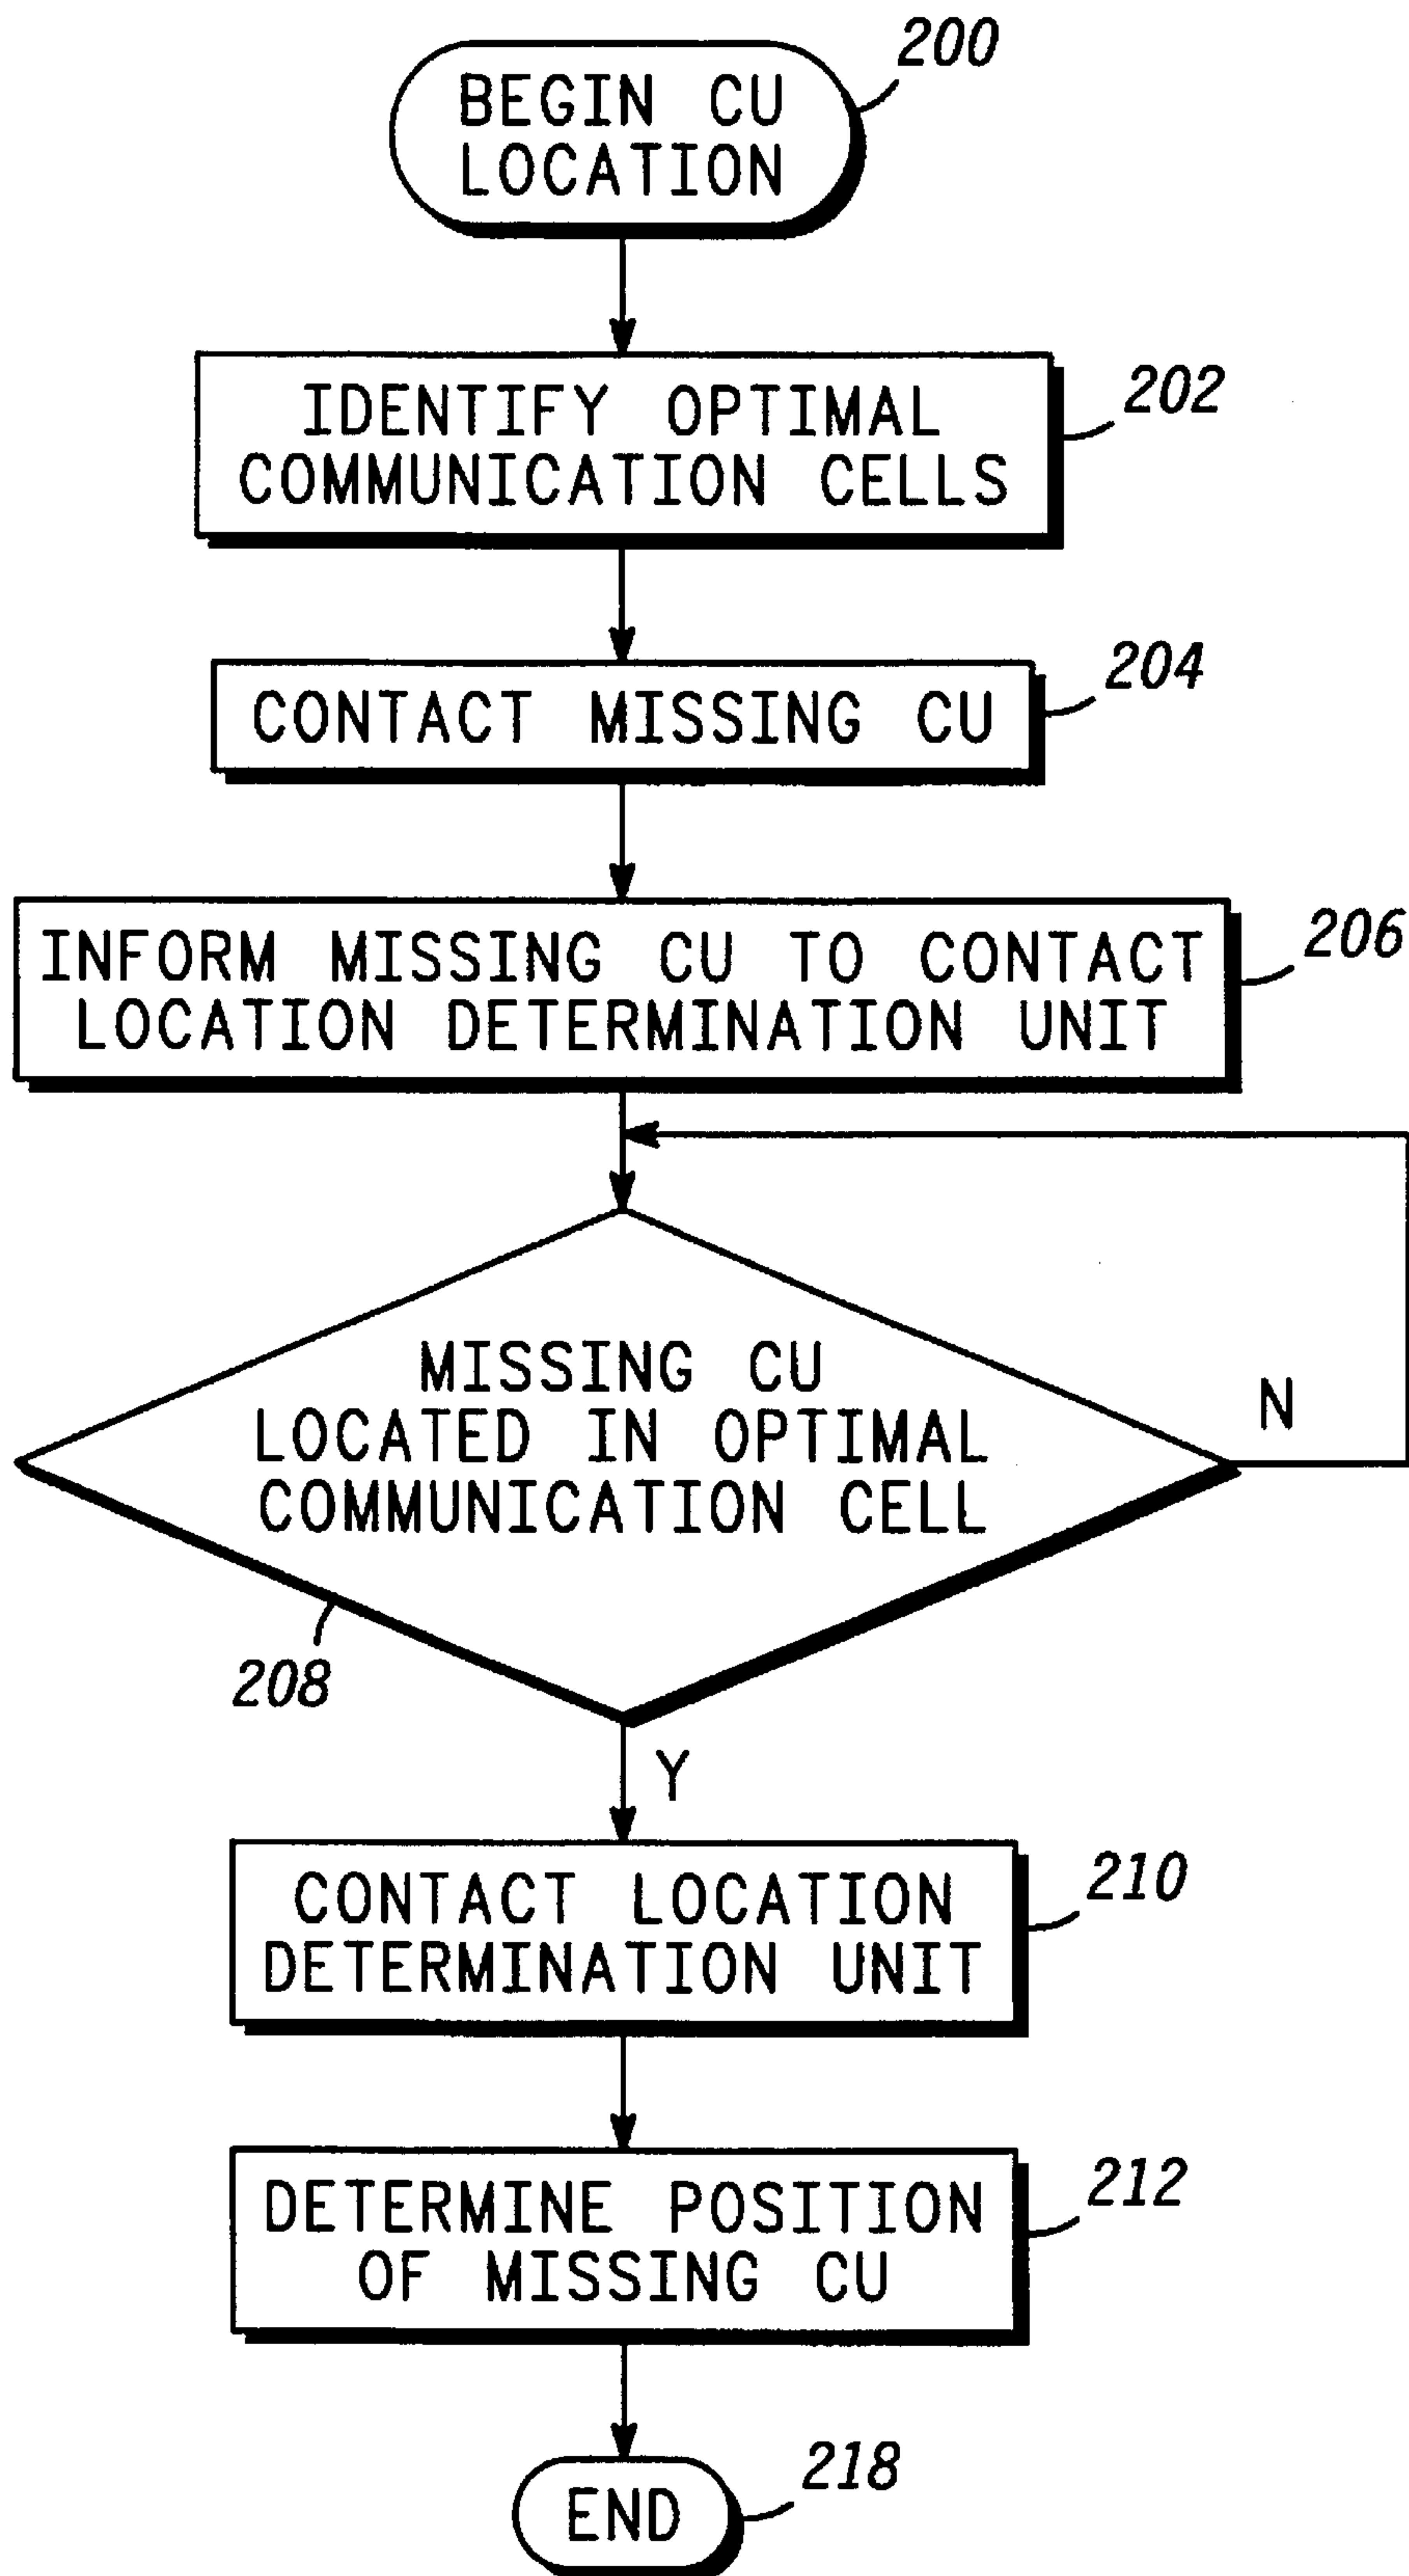 200
BEGIN CU
LOCATION
202
IDENTIFY OPTIMAL
COMMUNICATION CELLS
204
CONTACT MISSING CU
206
INFORM MISSING CU TO CONTACT
LOCATION DETERMINATION UNIT
MISSING CU
LOCATED IN OPTIMAL
COMMUNICATION CELL
N
208
Y
210
CONTACT LOCATION
DETERMINATION UNIT
212
DETERMINE POSITION
OF MISSING CU
218
END